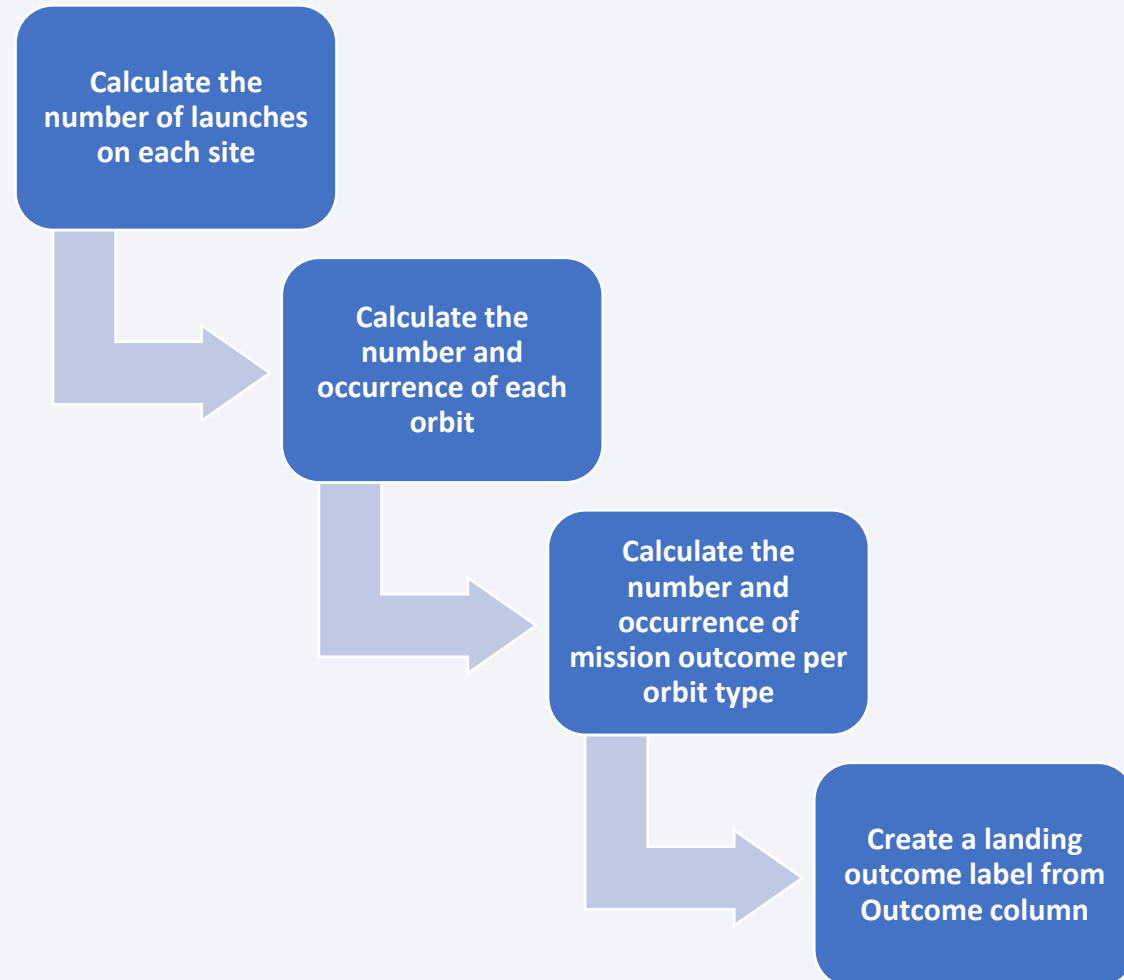 Calculate the
number of launches
on each site
Calculate the
number and
occurrence of each
orbit
Calculate the
number and
occurrence of
mission outcome per
orbit type
Create a landing
outcome label from
Outcome column